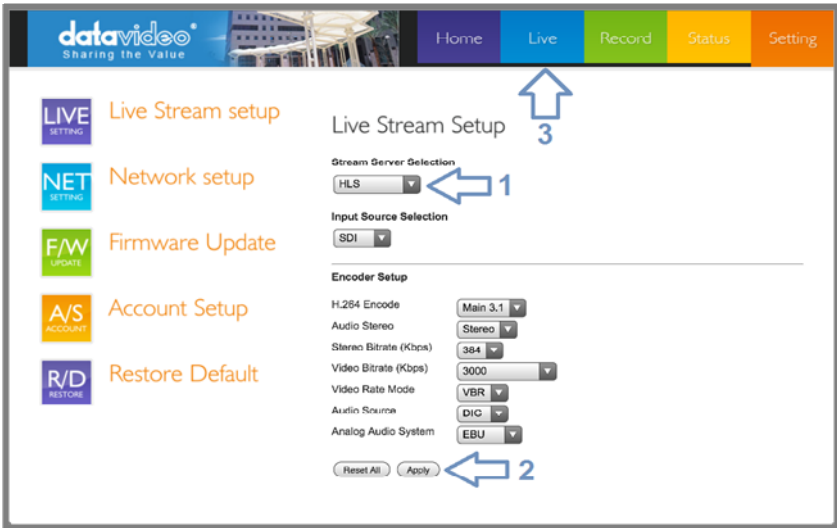 datavideo®
Sharing the Value
Home Live Record Status Setting
3
LIVE
SETTING
Live Stream setup
NET
SETTING
Network setup
F/W
UPDATE
Firmware Update
A/S
ACCOUNT
Account Setup
R/D
RESTORE
Restore Default
Live Stream Setup
Stream Server Selection
HLS 1
Input Source Selection
SDI
Encoder Setup
H.264 Encode Main 3.1
Audio Stereo Stereo
Stereo Bitrate (Kbps) 384
Video Bitrate (Kbps) 3000
Video Rate Mode VBR
Audio Source DIG
Analog Audio System EBU
Reset All Apply 2